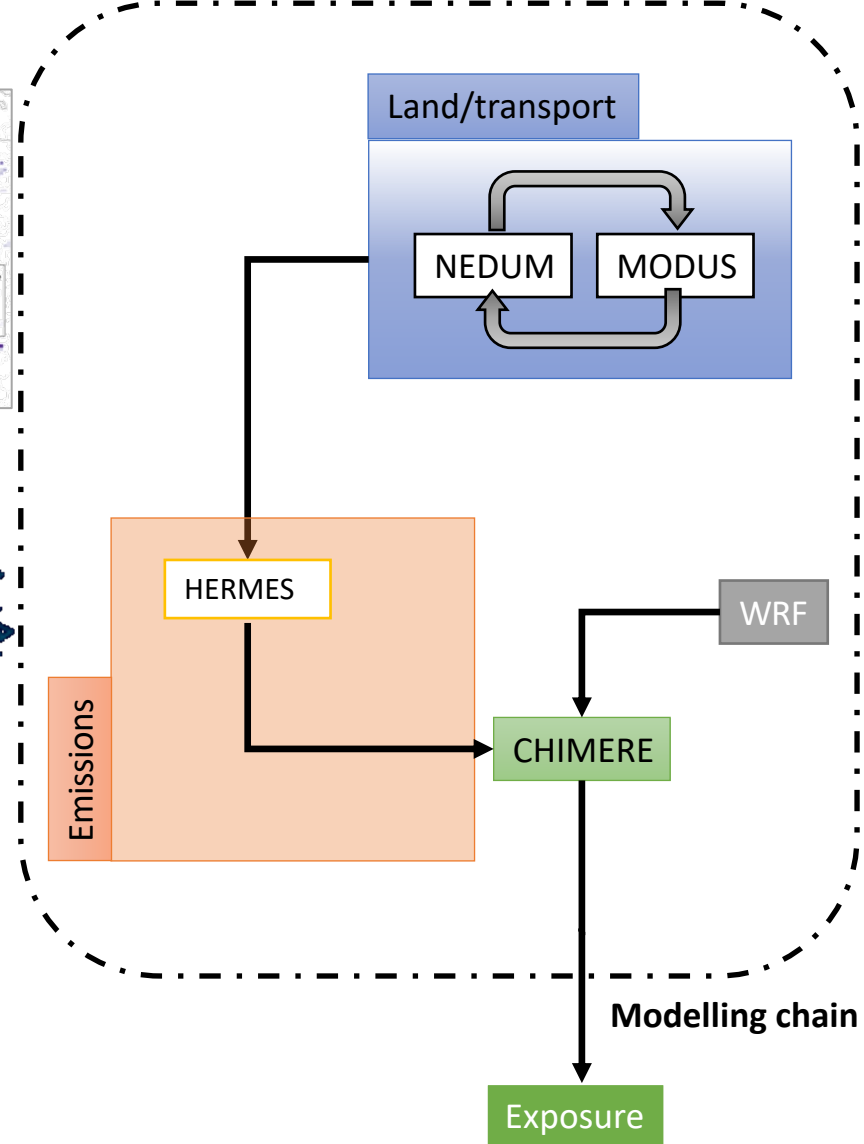 Land/transport
NEDUM
MODUS
HERMES
WRF
CHIMERE
Emissions
Modelling chain
Exposure